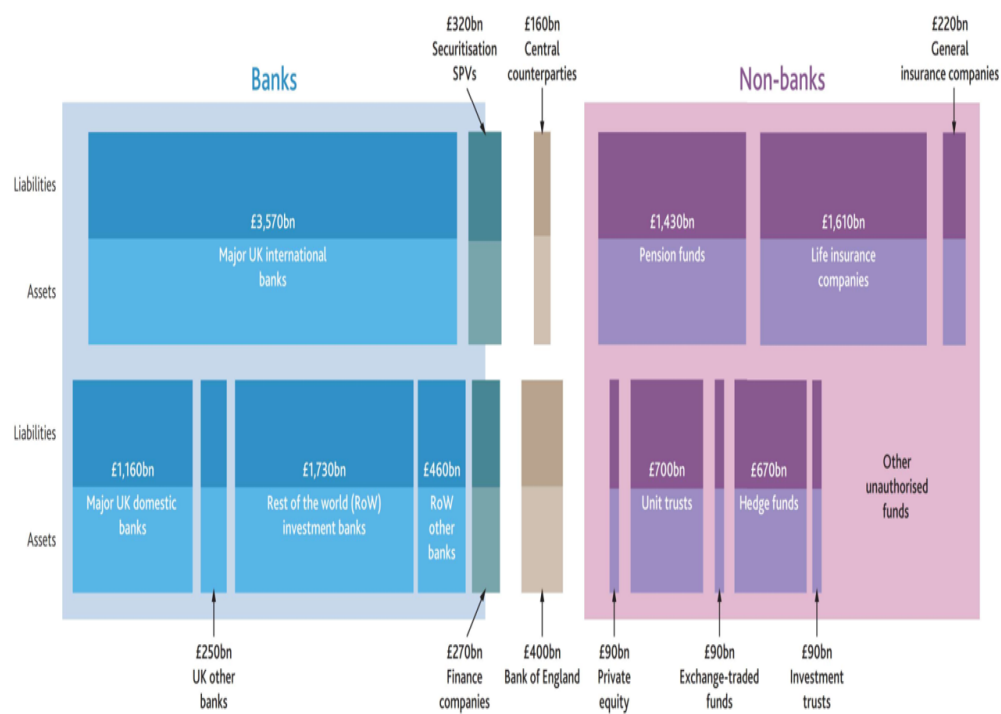 £320bn
Securitisation
SPVs
£160bn
Central
counterparties
£220bn
General
insurance companies
Banks
Non-banks
Liabilities
Assets
£3,570bn
Major UK international
banks
£1,430bn
Pension funds
£1,610bn
Life insurance
companies
Liabilities
Assets
£1,160bn
Major UK domestic
banks
£1,730bn
Rest of the world (RoW)
investment banks
£460bn
RoW
other
banks
£700bn
Unit trusts
£670bn
Hedge funds
Other
unauthorised
funds
£250bn
UK other
banks
£270bn
Finance
companies
£400bn
Bank of England
£90bn
Private
equity
£90bn
Exchange-traded
funds
£90bn
Investment
trusts